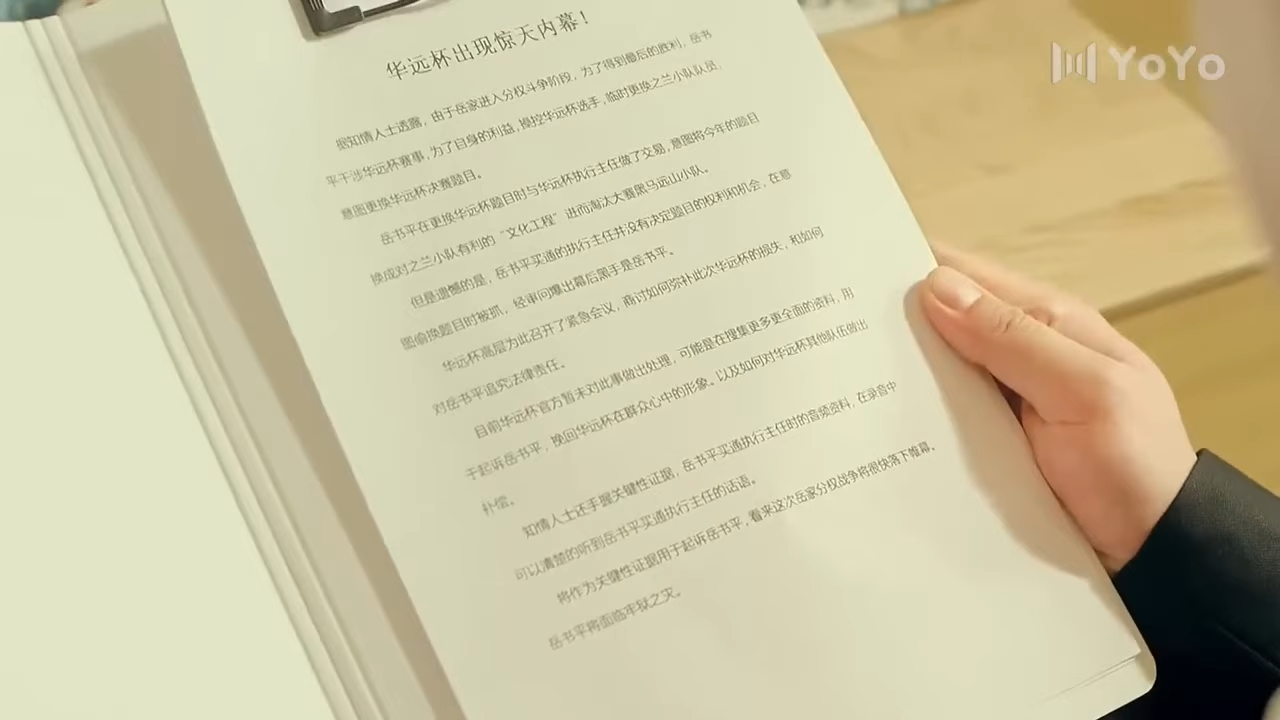 华远杯出现惊天内幕！
据知情人士透露，由于岳家进入分权斗争阶段，为了得到最后的胜利，岳书
平干涉华远杯赛事，为了自身的利益，操控华远杯选手，临时更换之兰小队队员，
意图更换华远杯决赛题目。
岳书平在更换华远杯题目时与华远杯执行主任做了交易，意图将今年的题目
换成对之兰小队有利的“文化工程”进而淘汰大赛黑马远山小队。
但是遗憾的是，岳书平买通的执行主任并没有决定题目的权利和机会，在意
图偷换题目时被抓，经审问爆出幕后黑手是岳书平。
华远杯高层为此召开了紧急会议，商讨如何弥补此次华远杯的损失，和如何
对岳书平追究法律责任。
目前华远杯官方暂未对此事做出处理，可能是在搜集更多更全面的资料，用
于起诉岳书平，挽回华远杯在群众心中的形象。以及如何对华远杯其他队伍做出
补偿。
知情人士还手握关键性证据，岳书平买通执行主任时的音频资料，在录音中
可以清楚的听到岳书平买通执行主任的话语。
将作为关键性证据用于起诉岳书平，看来这次岳家分权战争将很快落下帷幕。
岳书平将面临牢狱之灾。
YoYo